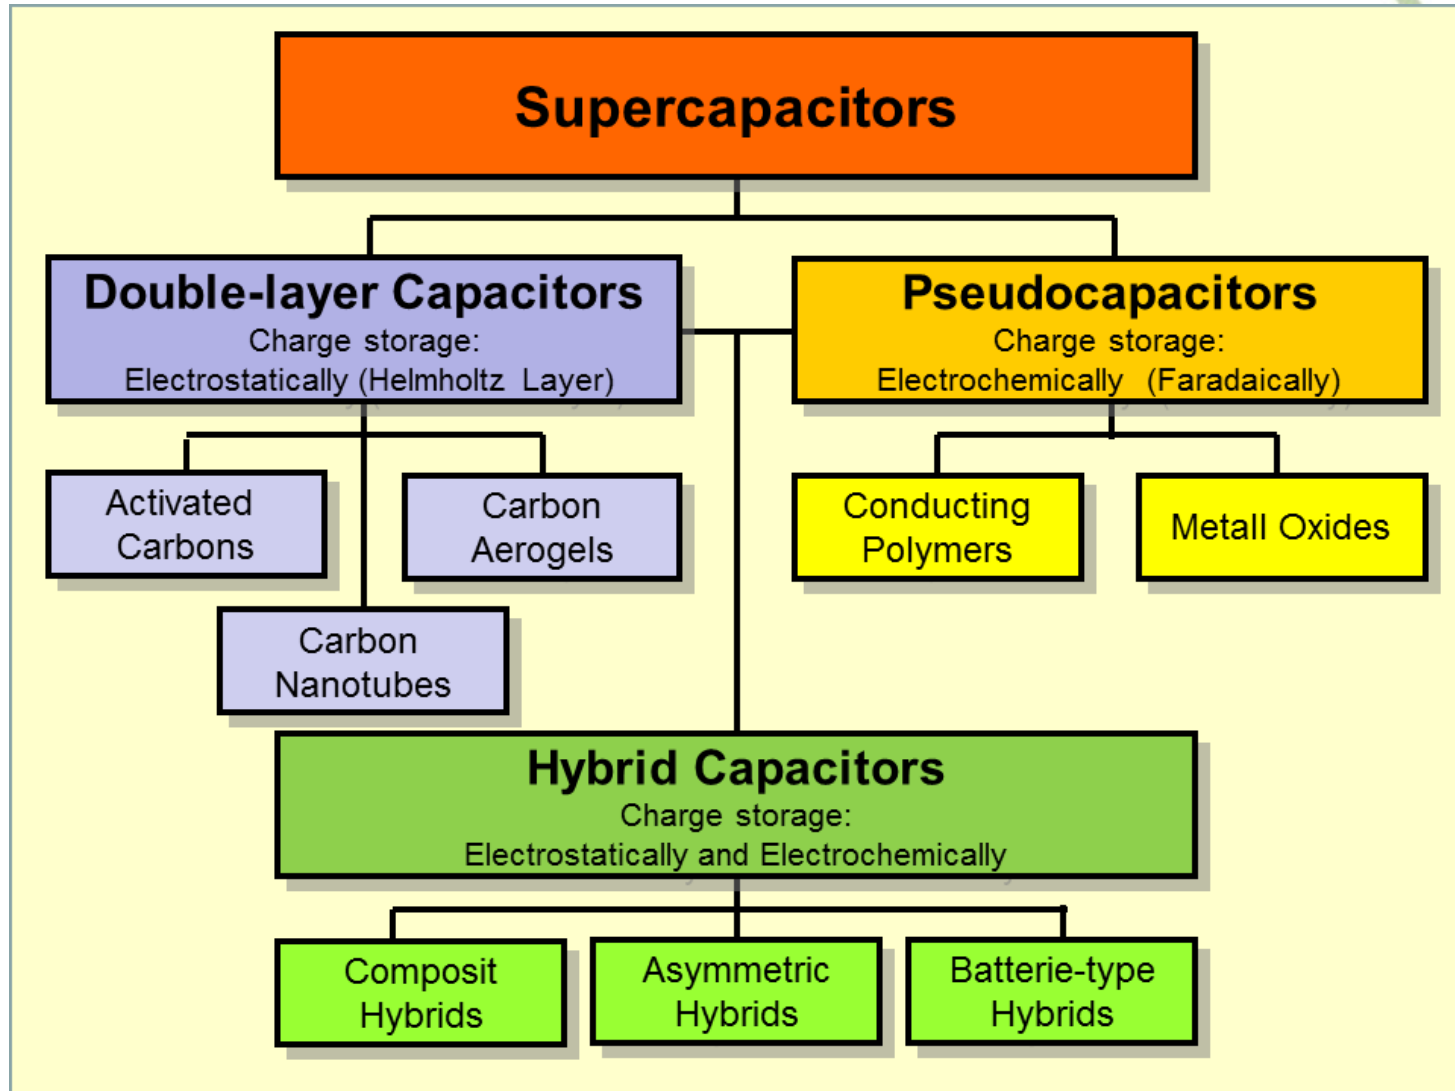 Supercapacitors
Double-layer Capacitors
Charge storage:
Electrostatically (Helmholtz Layer)
Pseudocapacitors
Charge storage:
Electrochemically (Faradaically)
Activated
Carbons
Carbon
Aerogels
Carbon
Nanotubes
Conducting
Polymers
Metall Oxides
Hybrid Capacitors
Charge storage:
Electrostatically and Electrochemically
Composit
Hybrids
Asymmetric
Hybrids
Batterie-type
Hybrids